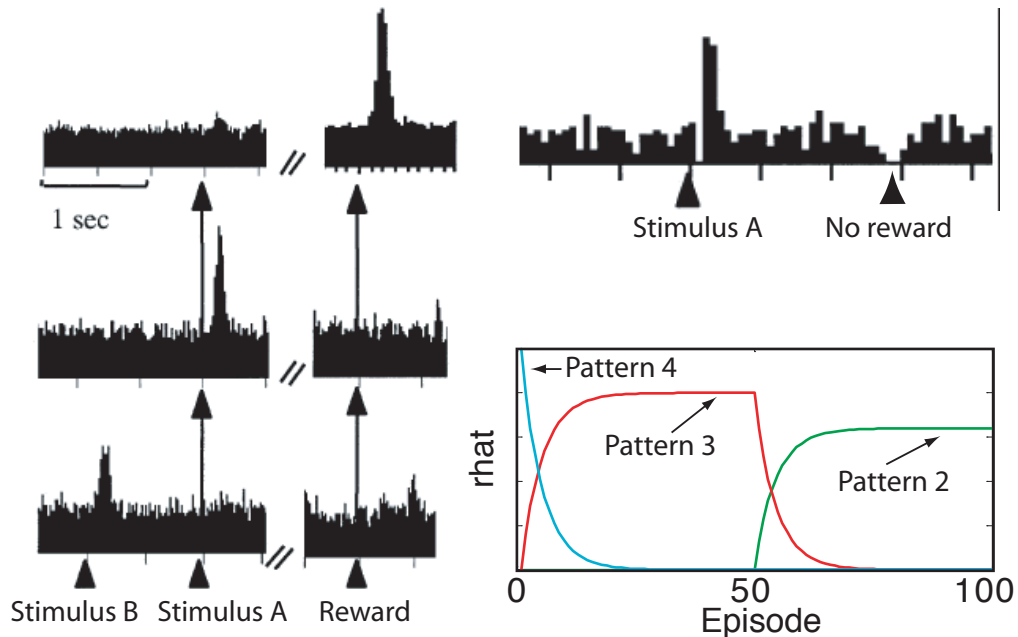 1 sec
Stimulus B
Stimulus A
Reward
Stimulus A
No reward
Pattern 4
Pattern 3
Pattern 2
rhat
0
50
100
Episode